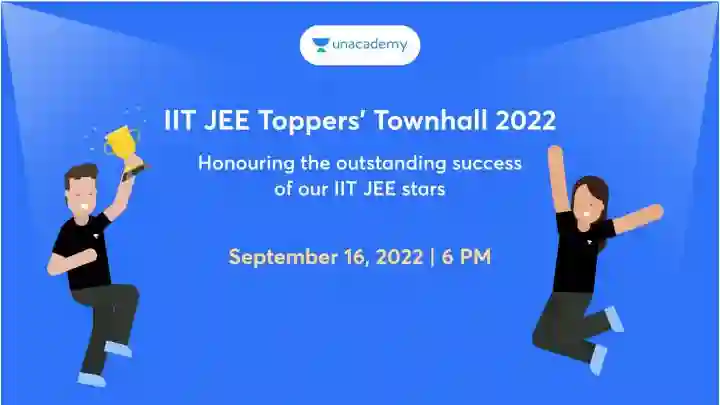 unacademy
IIT JEE Toppers' Townhall 2022
Honouring the outstanding success
of our IIT JEE stars
September 16, 2022 | 6 PM